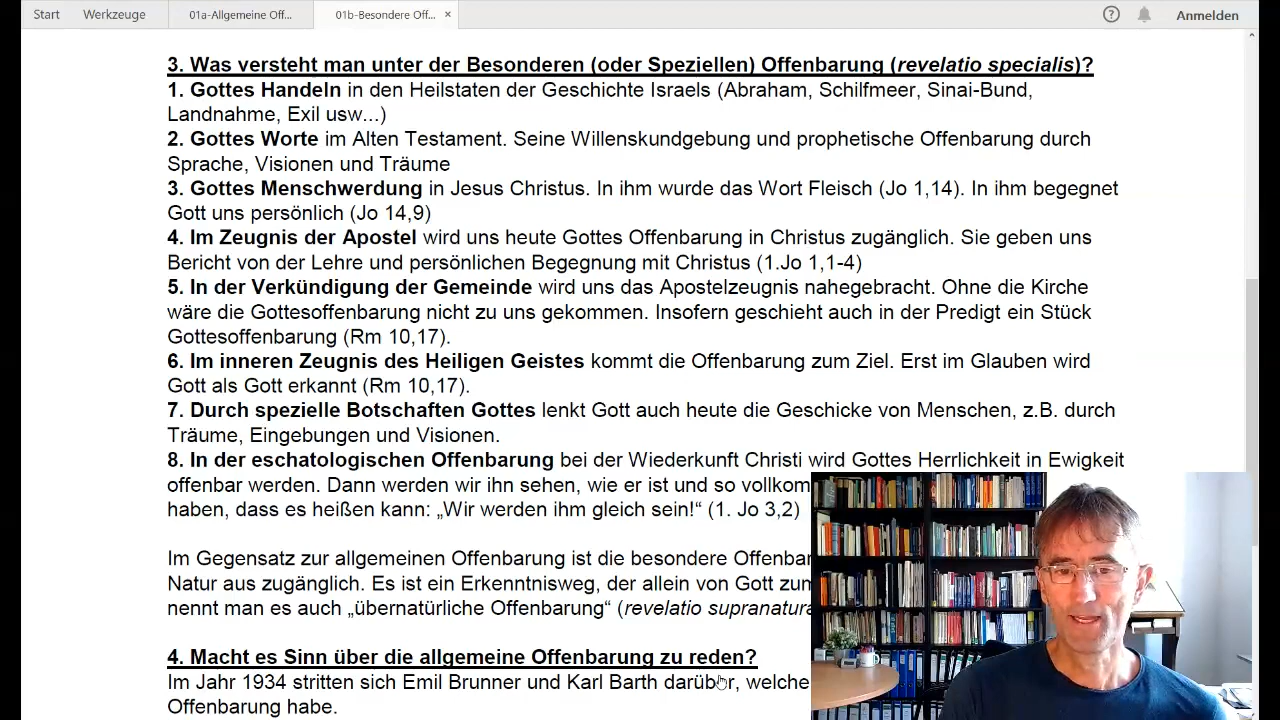 Start Werkzeuge 01a-Allgemeine Off... 01b-Besondere Off... × Anmelden
3. Was versteht man unter der Besonderen (oder Speziellen) Offenbarung (revelatio specialis)?
1. Gottes Handeln in den Heilstaten der Geschichte Israels (Abraham, Schilfmeer, Sinai-Bund,
Landnahme, Exil usw...)
2. Gottes Worte im Alten Testament. Seine Willenskundgebung und prophetische Offenbarung durch
Sprache, Visionen und Träume
3. Gottes Menschwerdung in Jesus Christus. In ihm wurde das Wort Fleisch (Jo 1,14). In ihm begegnet
Gott uns persönlich (Jo 14,9)
4. Im Zeugnis der Apostel wird uns heute Gottes Offenbarung in Christus zugänglich. Sie geben uns
Bericht von der Lehre und persönlichen Begegnung mit Christus (1.Jo 1,1-4)
5. In der Verkündigung der Gemeinde wird uns das Apostelzeugnis nahegebracht. Ohne die Kirche
wäre die Gottesoffenbarung nicht zu uns gekommen. Insofern geschieht auch in der Predigt ein Stück
Gottesoffenbarung (Rm 10,17).
6. Im inneren Zeugnis des Heiligen Geistes kommt die Offenbarung zum Ziel. Erst im Glauben wird
Gott als Gott erkannt (Rm 10,17).
7. Durch spezielle Botschaften Gottes lenkt Gott auch heute die Geschicke von Menschen, z.B. durch
Träume, Eingebungen und Visionen.
8. In der eschatologischen Offenbarung bei der Wiederkunft Christi wird Gottes Herrlichkeit in Ewigkeit
offenbar werden. Dann werden wir ihn sehen, wie er ist und so vollkom
haben, dass es heißen kann: „Wir werden ihm gleich sein!“ (1. Jo 3,2)
Im Gegensatz zur allgemeinen Offenbarung ist die besondere Offenba
Natur aus zugänglich. Es ist ein Erkenntnisweg, der allein von Gott zum
nennt man es auch „übernatürliche Offenbarung“ (revelatio supranatura
4. Macht es Sinn über die allgemeine Offenbarung zu reden?
Im Jahr 1934 stritten sich Emil Brunner und Karl Barth darüber, welche
Offenbarung habe.